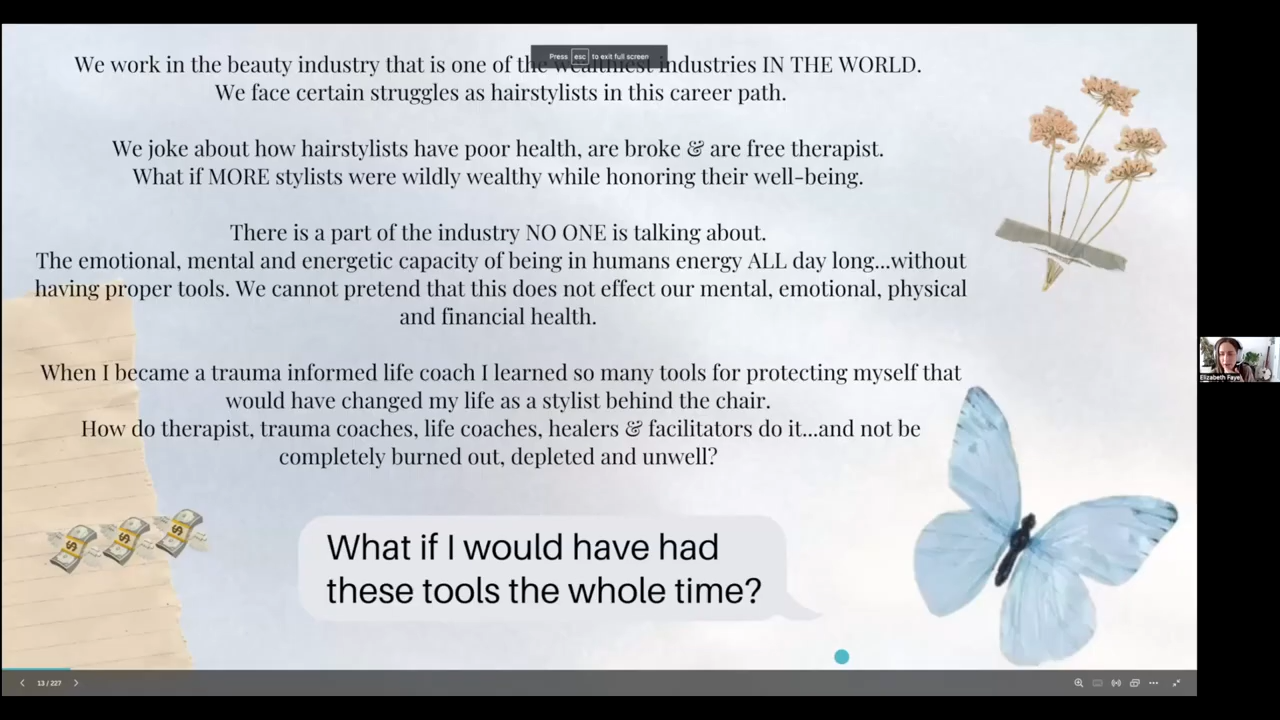 Press esc to exit full screen
We work in the beauty industry that is one of the wealthiest industries IN THE WORLD.
We face certain struggles as hairstylists in this career path.
We joke about how hairstylists have poor health, are broke & are free therapist.
What if MORE stylists were wildly wealthy while honoring their well-being.
There is a part of the industry NO ONE is talking about.
The emotional, mental and energetic capacity of being in humans energy ALL day long...without
having proper tools. We cannot pretend that this does not effect our mental, emotional, physical
and financial health.
When I became a trauma informed life coach I learned so many tools for protecting myself that
would have changed my life as a stylist behind the chair.
How do therapist, trauma coaches, life coaches, healers & facilitators do it...and not be
completely burned out, depleted and unwell?
What if I would have had
these tools the whole time?
Elizabeth Faye
13 / 227